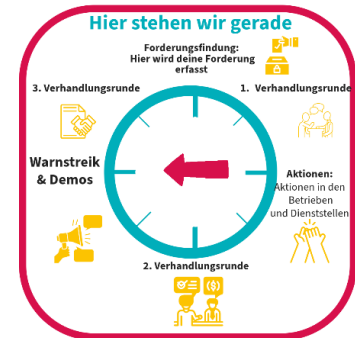 Hier stehen wir gerade
Forderungsfindung:
Hier wird deine Forderung
erfasst
3. Verhandlungsrunde
1. Verhandlungsrunde
Warnstreik
& Demos
Aktionen:
Aktionen in den
Betrieben
und Dienststellen
2. Verhandlungsrunde
($)